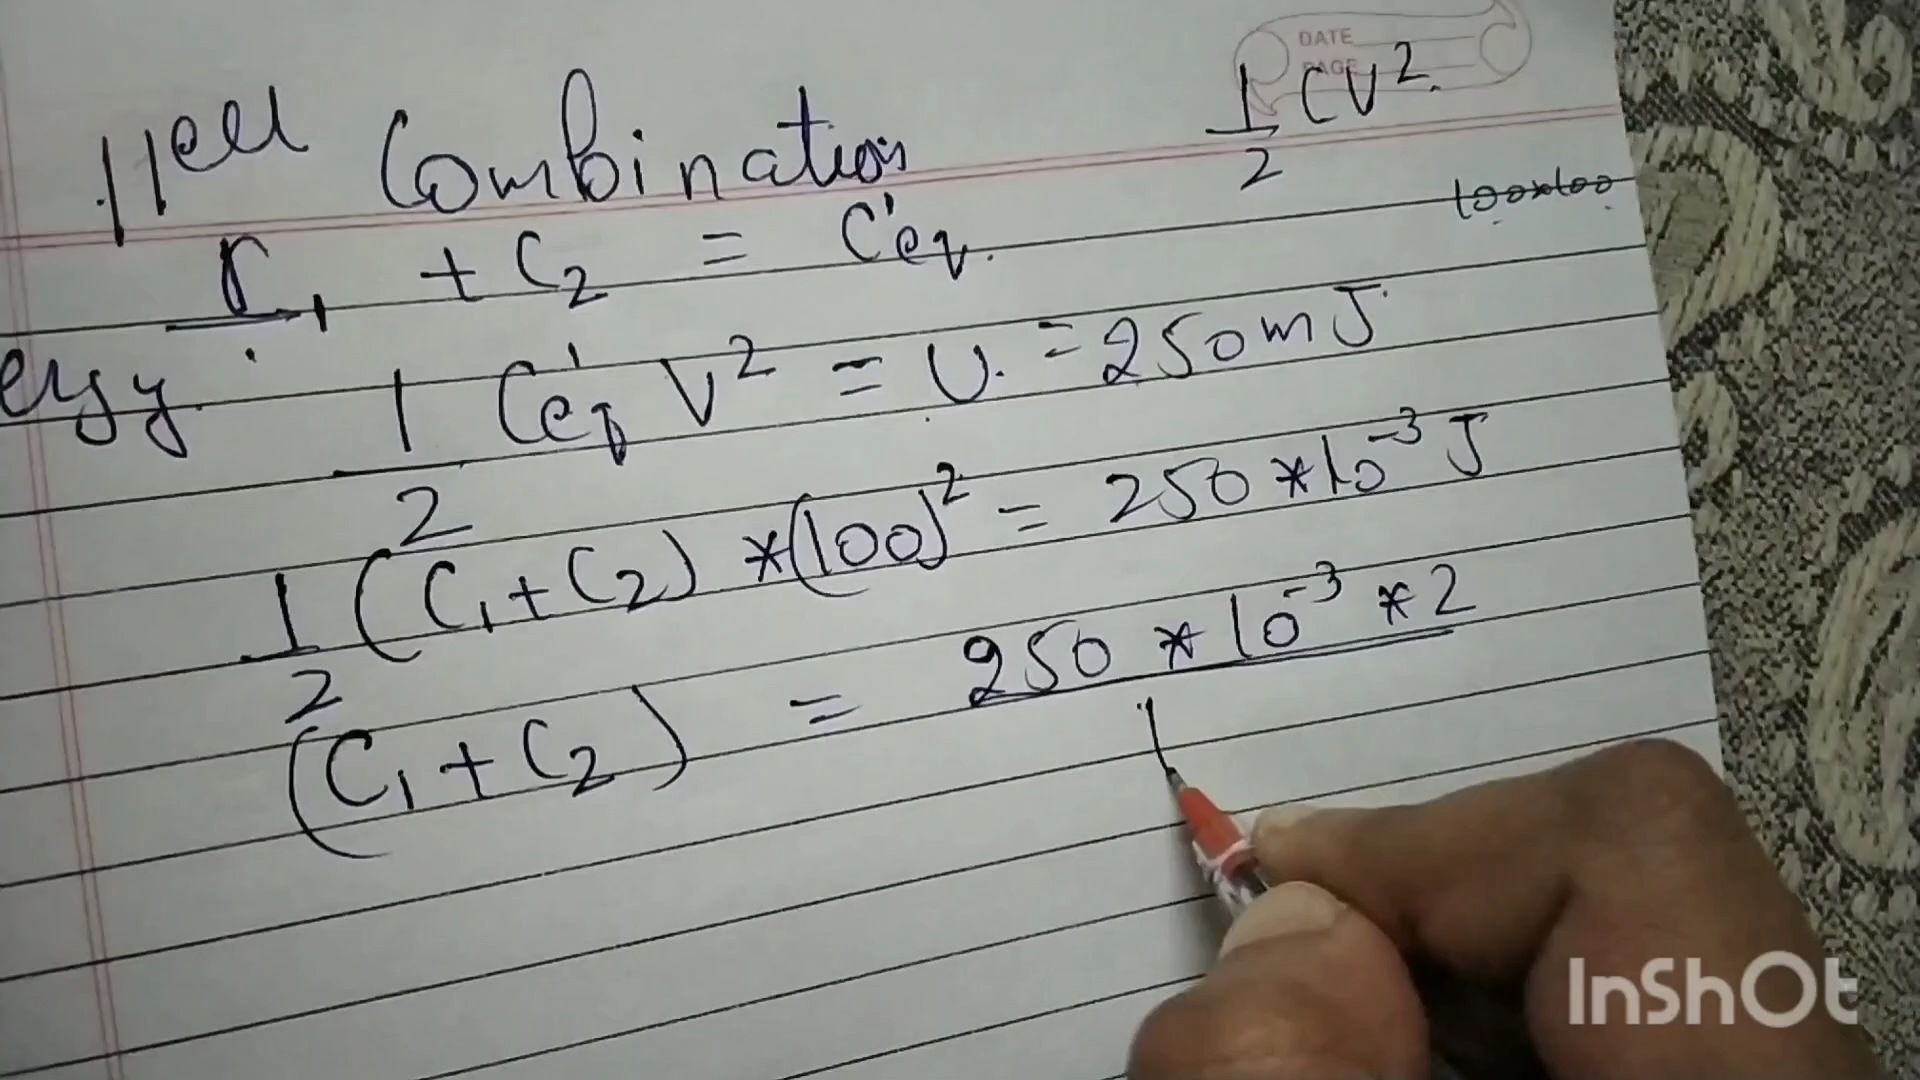 DATE
PAGE
1/2 CV²
||ell Combination
100×100
C₁ + C₂ = C'eq.
ergy : 1/2 C'eq V² = U. = 250mJ
1/2 (C₁ + C₂) * (100)² = 250 * 10⁻³ J
(C₁ + C₂) = 250 * 10⁻³ * 2
InShOt